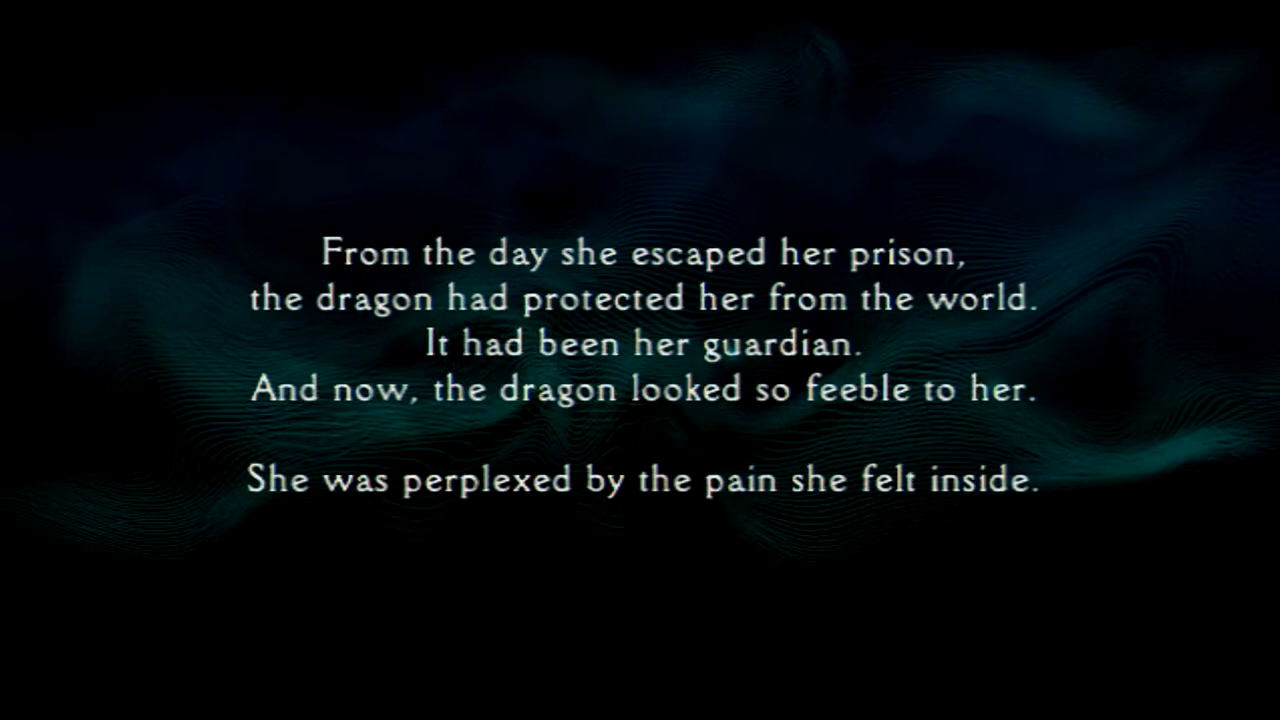 From the day she escaped her prison,
the dragon had protected her from the world.
It had been her guardian.
And now, the dragon looked so feeble to her.
She was perplexed by the pain she felt inside.